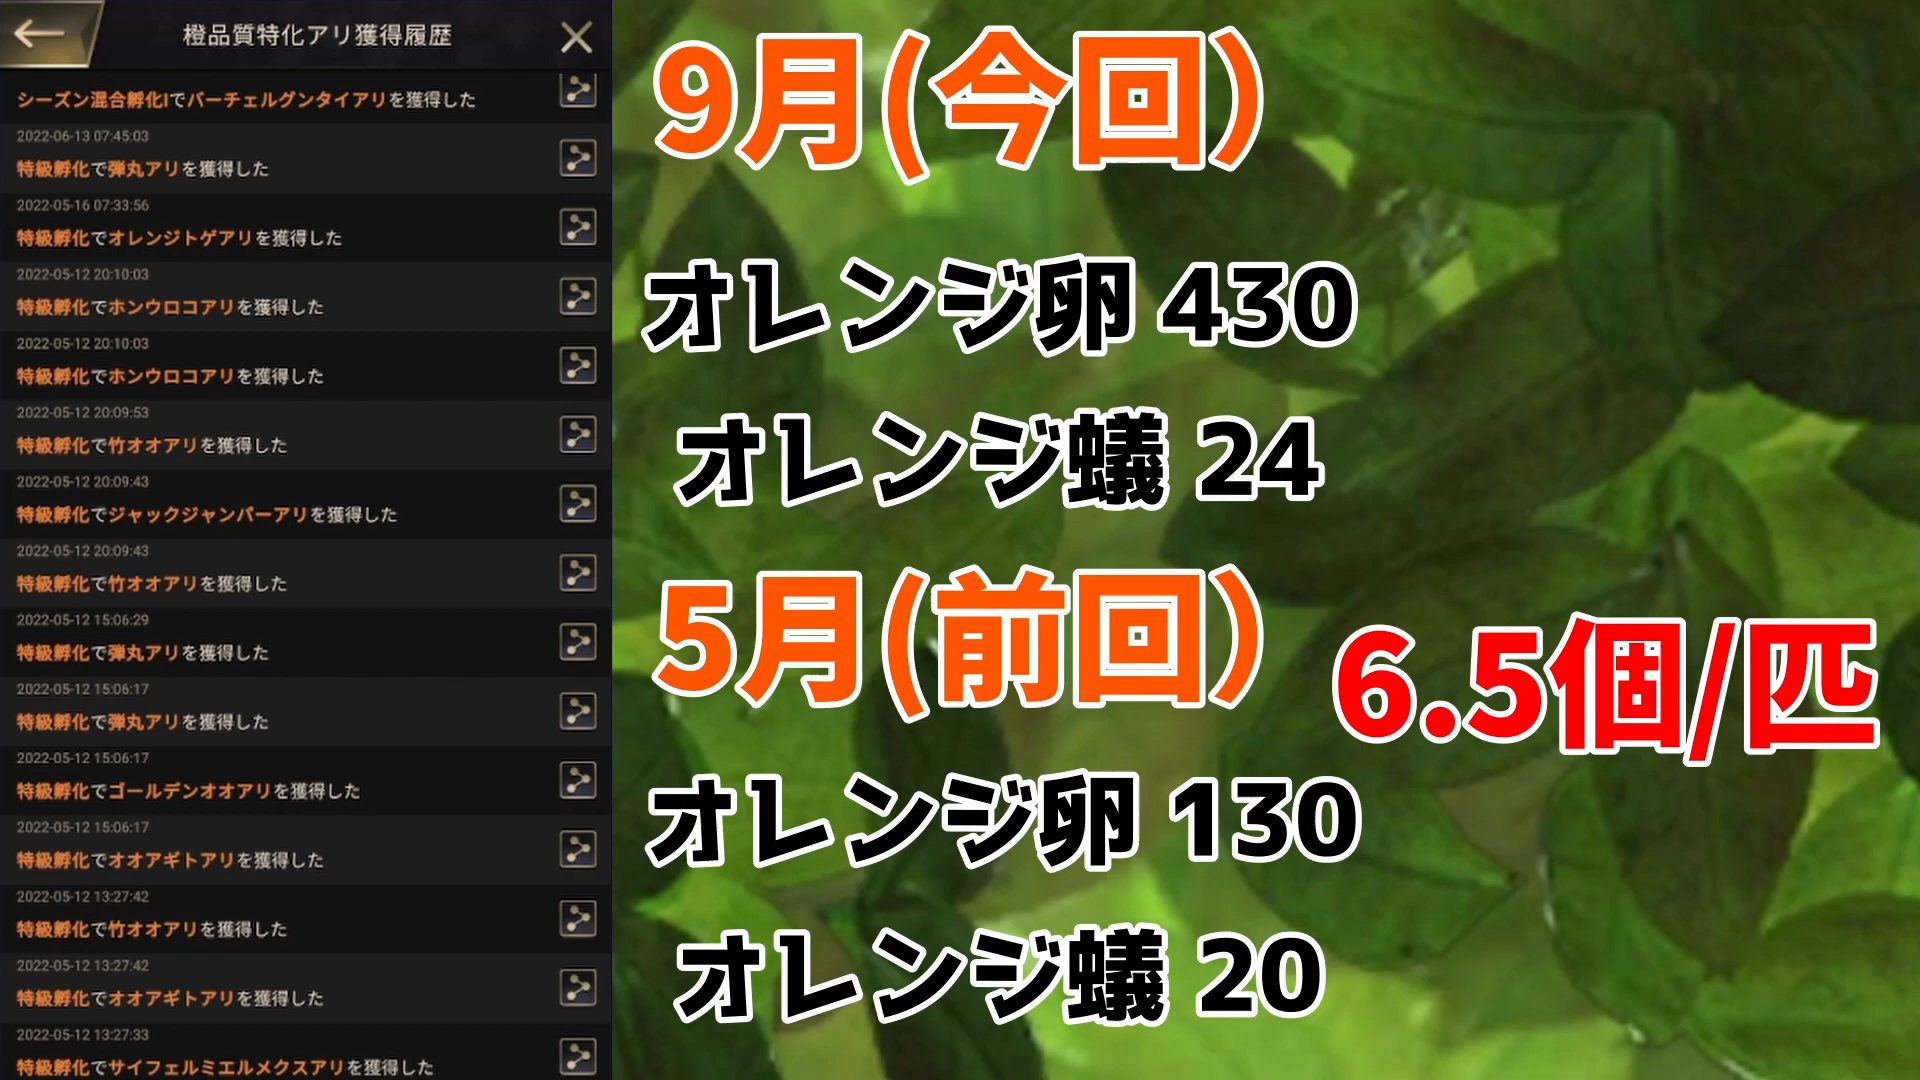 橙品質特化アリ獲得履歴
シーズン混合孵化Iでバーチェルグンタイアリを獲得した
2022-06-13 07:45:03
特級孵化で弾丸アリを獲得した
2022-05-16 07:33:56
特級孵化でオレンジトゲアリを獲得した
2022-05-12 20:10:03
特級孵化でホンウロコアリを獲得した
2022-05-12 20:10:03
特級孵化でホンウロコアリを獲得した
2022-05-12 20:09:53
特級孵化で竹オオアリを獲得した
2022-05-12 20:09:43
特級孵化でジャックジャンパーアリを獲得した
2022-05-12 20:09:43
特級孵化で竹オオアリを獲得した
2022-05-12 15:06:29
特級孵化で弾丸アリを獲得した
2022-05-12 15:06:17
特級孵化で弾丸アリを獲得した
2022-05-12 15:06:17
特級孵化でゴールデンオオアリを獲得した
2022-05-12 15:06:17
特級孵化でオオアギトアリを獲得した
2022-05-12 13:27:42
特級孵化で竹オオアリを獲得した
2022-05-12 13:27:42
特級孵化でオオアギトアリを獲得した
2022-05-12 13:27:33
特級孵化でサイフェルミエルメクスアリを獲得した
9月(今回)
オレンジ卵 430
オレンジ蟻 24
5月(前回)
6.5個/匹
オレンジ卵 130
オレンジ蟻 20